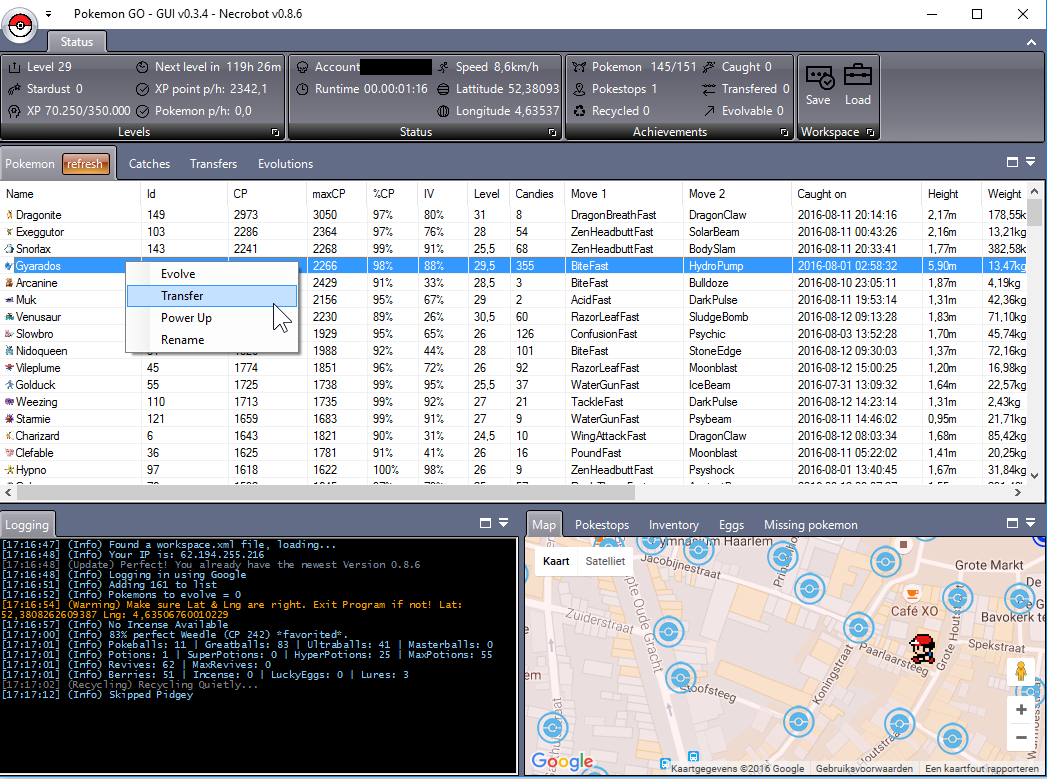 Pokemon GO - GUI v0.3.4 - Necrobot v0.8.6
Status
Level 29 Next level in 119h 26m
Stardust 0 XP point p/h: 2342,1
XP 70.250/350.000 Pokemon p/h: 0,0
Levels
Account Speed 8,6km/h
Runtime 00.00:01:16 Lattitude 52,38093
Longitude 4,63537
Status
Pokemon 145/151 Caught 0
Pokestops 1 Transfered 0
Recycled 0 Evolvable 0
Achievements
Save Load
Workspace
Pokemon refresh Catches Transfers Evolutions
Name Id CP maxCP %CP IV Level Candies Move 1 Move 2 Caught on Height Weight
Dragonite 149 2973 3050 97% 80% 31 8 DragonBreathFast DragonClaw 2016-08-11 20:14:16 2,17m 178,55k
Exeggutor 103 2286 2364 97% 76% 28 54 ZenHeadbuttFast SolarBeam 2016-08-11 00:43:26 2,16m 13,21kg
Snorlax 143 2241 2268 99% 91% 25,5 68 ZenHeadbuttFast BodySlam 2016-08-11 20:33:41 1,77m 382,58k
Gyarados 2266 98% 88% 29,5 355 BiteFast HydroPump 2016-08-01 02:58:32 5,90m 13,47kg
Arcanine 2429 91% 33% 28,5 3 BiteFast Bulldoze 2016-08-10 23:05:11 1,87m 4,19kg
Muk 2156 95% 67% 29 2 AcidFast DarkPulse 2016-08-11 19:53:14 1,31m 42,36kg
Venusaur 2230 89% 26% 30,5 60 RazorLeafFast SludgeBomb 2016-08-12 09:13:28 1,83m 71,10kg
Slowbro 1929 95% 65% 26 126 ConfusionFast Psychic 2016-08-03 13:52:28 1,70m 45,74kg
Nidoqueen 1988 92% 44% 28 101 BiteFast StoneEdge 2016-08-12 09:30:03 1,37m 72,16kg
Vileplume 45 1774 1851 96% 72% 26 92 RazorLeafFast Moonblast 2016-08-12 15:00:25 1,20m 16,98kg
Golduck 55 1725 1738 99% 95% 25,5 37 WaterGunFast IceBeam 2016-07-31 13:09:32 1,64m 22,57kg
Weezing 110 1713 1735 99% 92% 27 21 TackleFast DarkPulse 2016-08-12 14:23:14 1,31m 2,43kg
Starmie 121 1659 1683 99% 91% 27 9 WaterGunFast Psybeam 2016-08-11 14:46:02 0,95m 21,71kg
Charizard 6 1643 1821 90% 31% 24,5 10 WingAttackFast DragonClaw 2016-08-12 08:03:34 1,68m 85,42kg
Clefable 36 1625 1781 91% 41% 26 16 PoundFast Moonblast 2016-08-11 05:22:02 1,41m 20,25kg
Hypno 97 1618 1622 100% 98% 26 9 ZenHeadbuttFast Psyshock 2016-08-01 13:40:45 1,67m 31,84kg
Evolve
Transfer
Power Up
Rename
Logging
[17:16:47] (Info) Found a workspace.xml file, loading...
[17:16:48] (Info) Your IP is: 62.194.255.216
[17:16:48] (Update) Perfect! You already have the newest Version 0.8.6
[17:16:48] (Info) Logging in using Google
[17:16:51] (Info) Adding 161 to list
[17:16:52] (Info) Pokemons to evolve = 0
[17:16:54] (Warning) Make sure Lat & Lng are right. Exit Program if not! Lat:
52,3808262609387 Lng: 4,63506760010229
[17:16:57] (Info) No Incense Available
[17:17:00] (Info) 83% perfect Weedle (CP 242) *favorited*.
[17:17:01] (Info) Pokeballs: 11 | Greatballs: 83 | Ultraballs: 41 | Masterballs: 0
[17:17:01] (Info) Potions: 1 | SuperPotions: 0 | HyperPotions: 25 | MaxPotions: 55
[17:17:01] (Info) Revives: 62 | MaxRevives: 0
[17:17:01] (Info) Berries: 51 | Incense: 0 | LuckyEggs: 0 | Lures: 3
[17:17:02] (Recycling) Recycling Quietly...
[17:17:12] (Info) Skipped Pidgey
Map Pokestops Inventory Eggs Missing pokemon
Kaart Satelliet
Haarlem
Jacobijnestraat
Grote Markt
Café XO
Bavokerk
Zuiderstraat
Oude Gracht
Paarlaarsteeg
Grote Houtstraat
Spekstraat
Stoofsteeg
Koningstraat
Google
Kaartgegevens ©2016 Google Gebruiksvoorwaarden Een kaartfout rapporteren